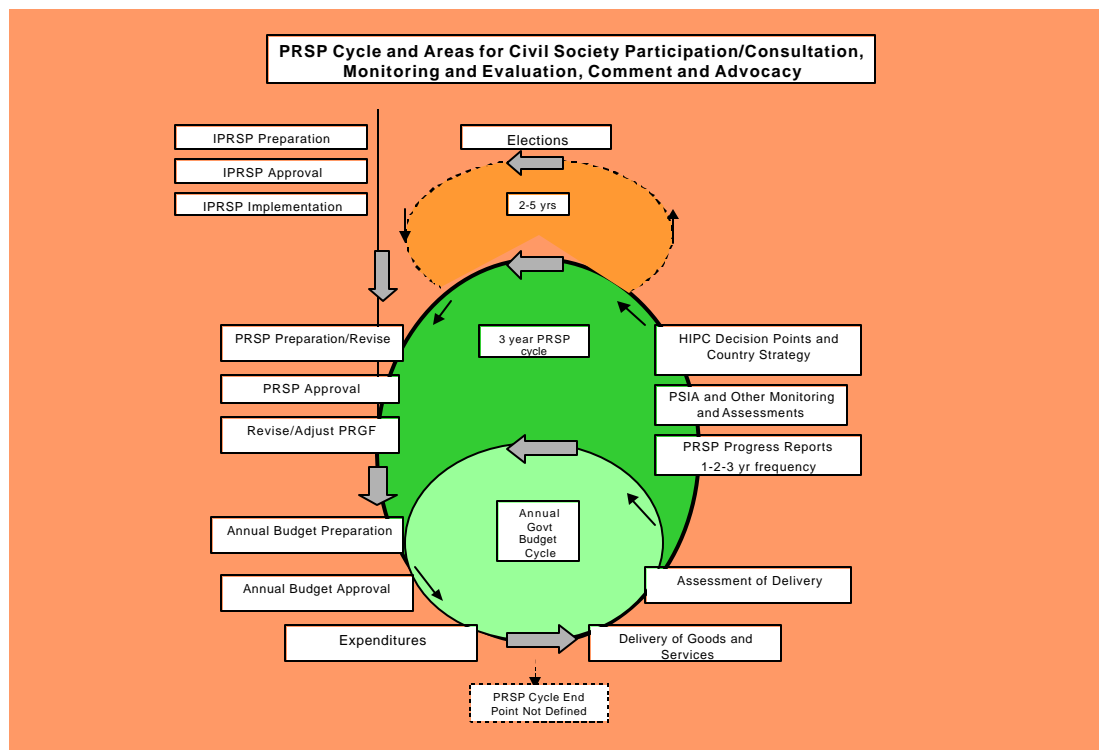 PRSP Cycle and Areas for Civil Society Participation/Consultation,
Monitoring and Evaluation, Comment and Advocacy
IPRSP Preparation
IPRSP Approval
IPRSP Implementation
Elections
2-5 yrs
PRSP Preparation/Revise
PRSP Approval
Revise/Adjust PRGF
3 year PRSP
cycle
HIPC Decision Points and
Country Strategy
PSIA and Other Monitoring
and Assessments
PRSP Progress Reports
1-2-3 yr frequency
Annual
Govt
Budget
Cycle
Annual Budget Preparation
Annual Budget Approval
Expenditures
Assessment of Delivery
Delivery of Goods and
Services
PRSP Cycle End
Point Not Defined